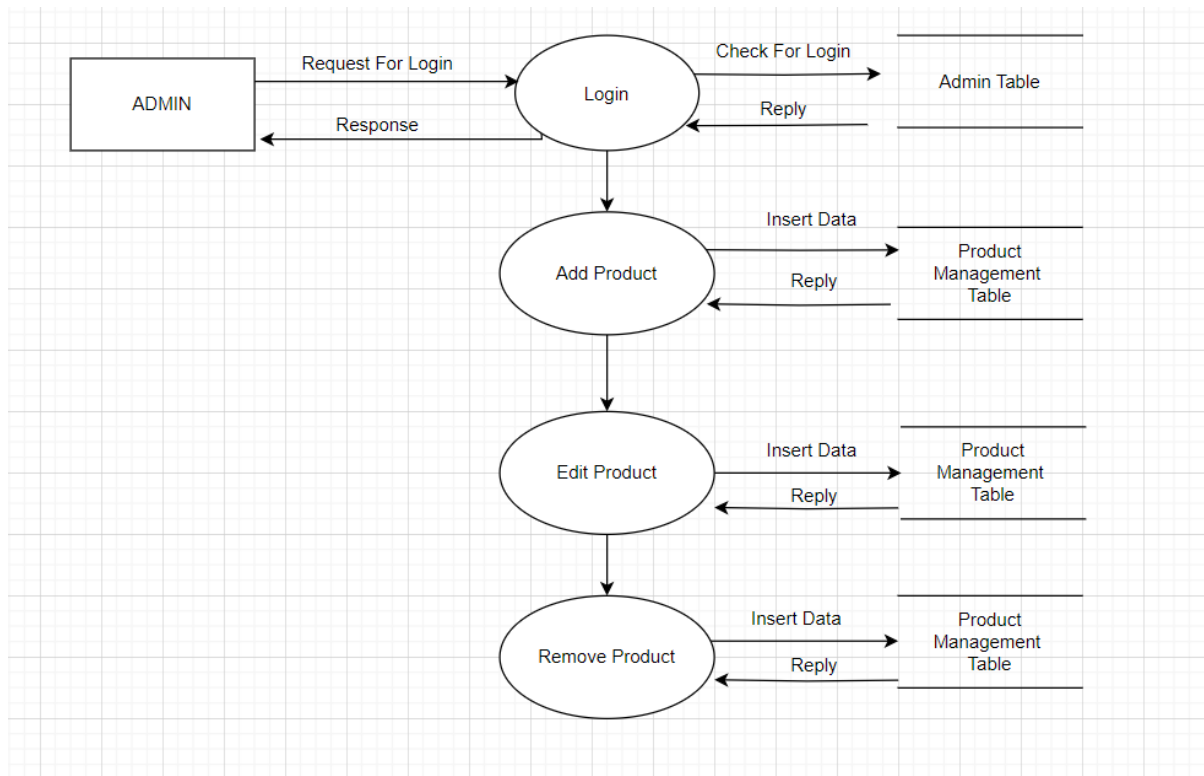 Request For Login
Check For Login
ADMIN
Login
Admin Table
Response
Reply
Insert Data
Add Product
Reply
Product
Management
Table
Insert Data
Edit Product
Reply
Product
Management
Table
Insert Data
Remove Product
Reply
Product
Management
Table